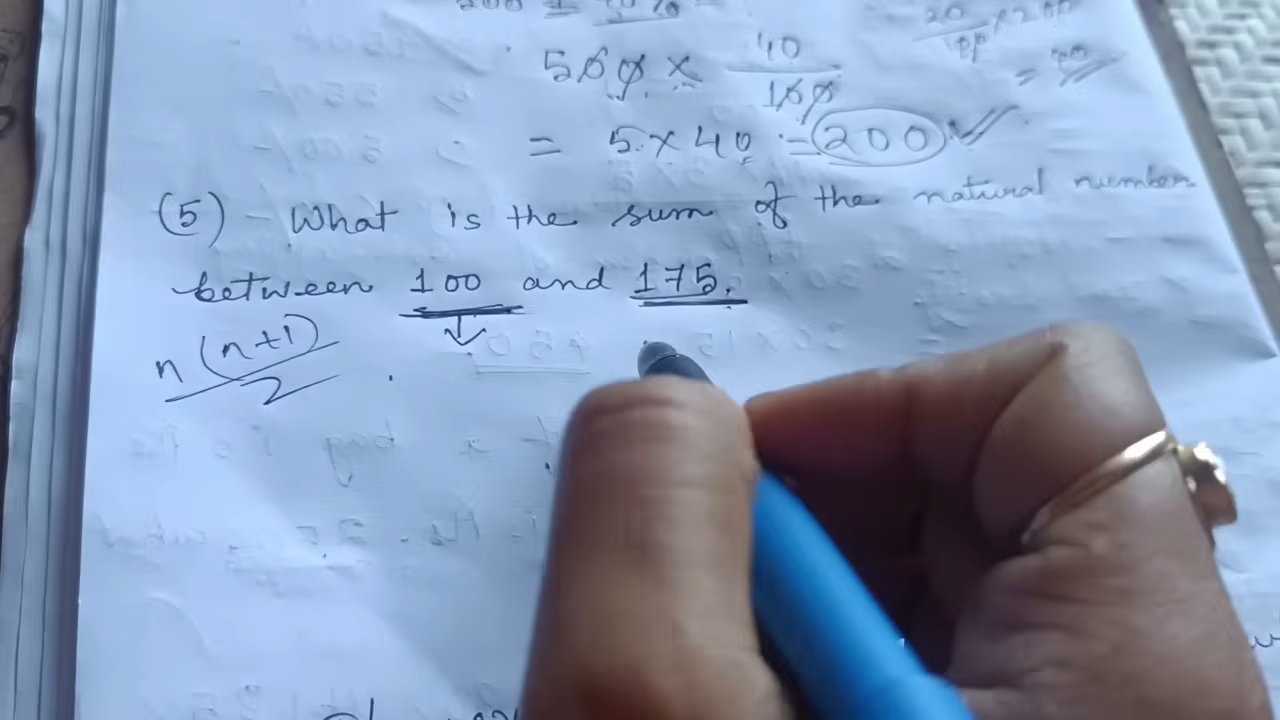 500 × 40
100
= 5 × 40 = 200 ✓
(5) - What is the sum of the natural number
between 100 and 175.
n(n+1)
2